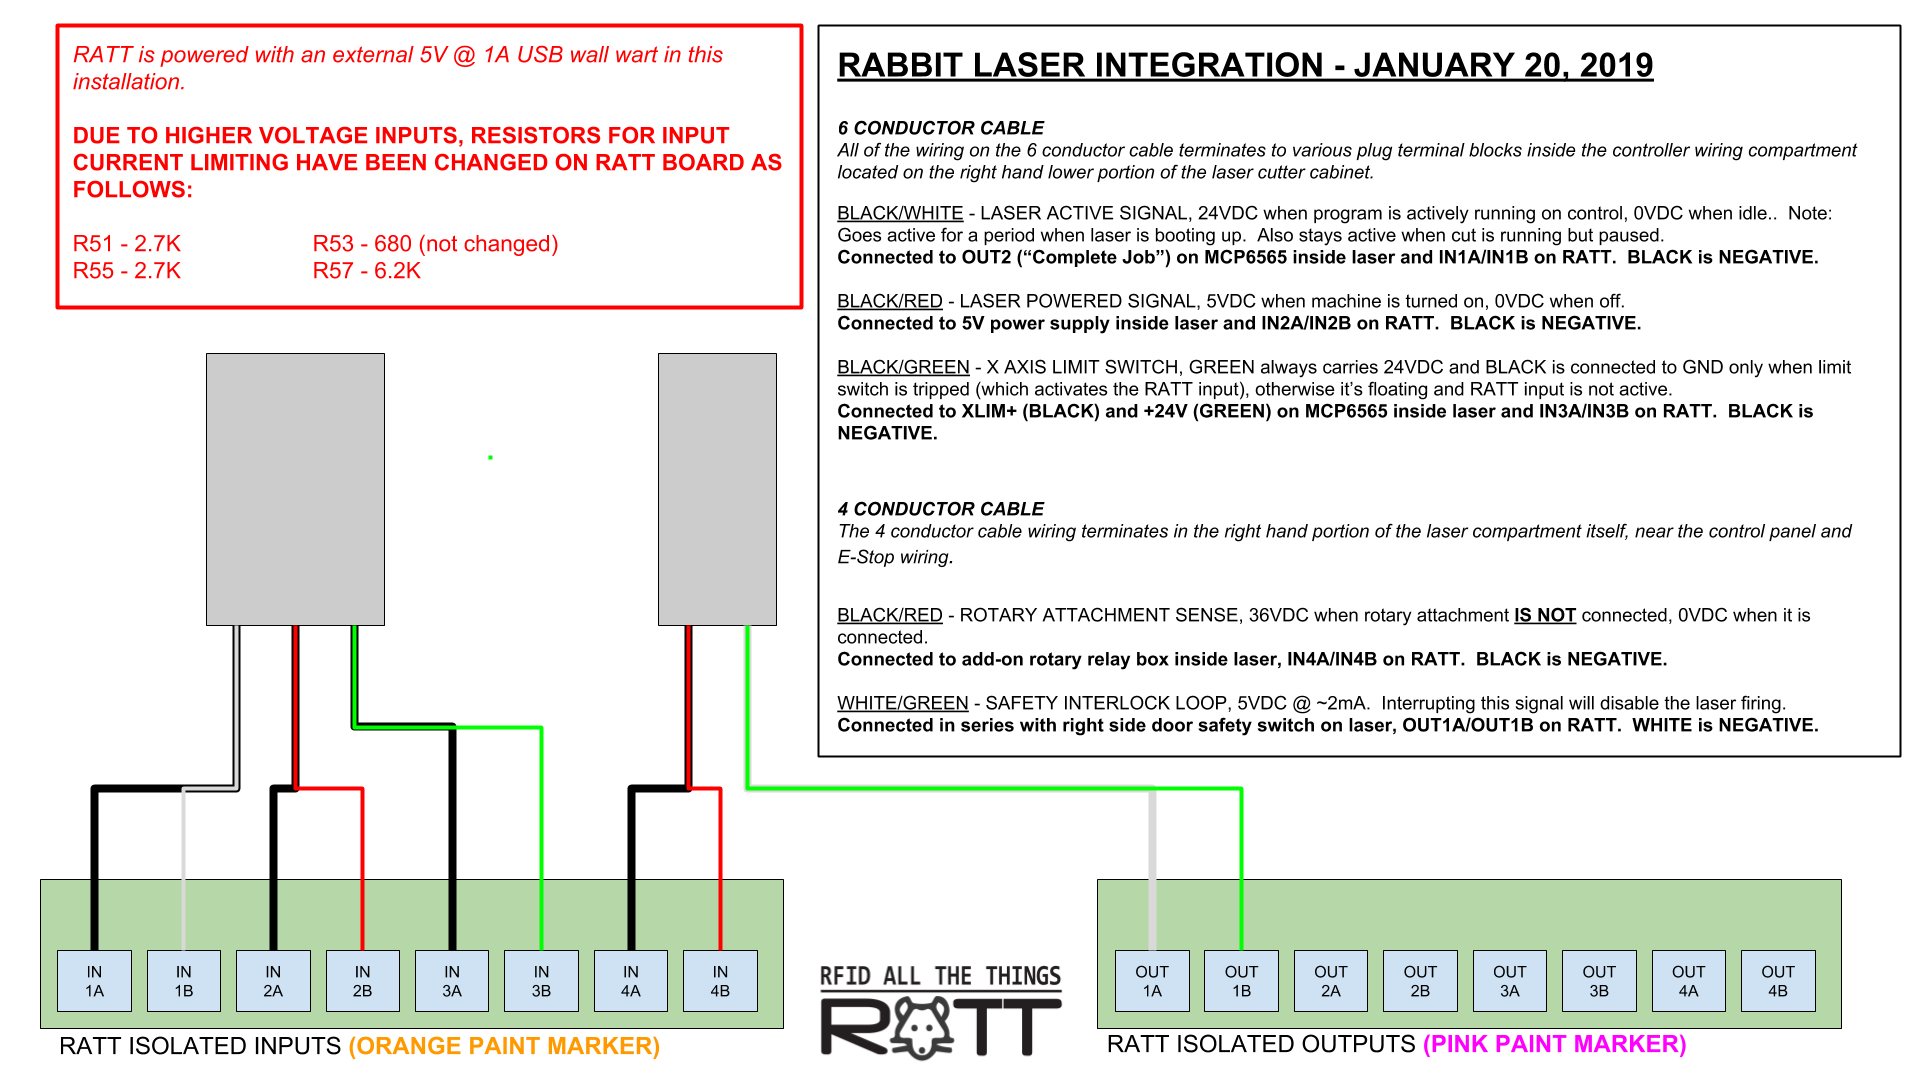 RATT is powered with an external 5V @ 1A USB wall wart in this
installation.
DUE TO HIGHER VOLTAGE INPUTS, RESISTORS FOR INPUT
CURRENT LIMITING HAVE BEEN CHANGED ON RATT BOARD AS
FOLLOWS:
R51 - 2.7K R53 - 680 (not changed)
R55 - 2.7K R57 - 6.2K
RABBIT LASER INTEGRATION - JANUARY 20, 2019
6 CONDUCTOR CABLE
All of the wiring on the 6 conductor cable terminates to various plug terminal blocks inside the controller wiring compartment
located on the right hand lower portion of the laser cutter cabinet.
BLACK/WHITE - LASER ACTIVE SIGNAL, 24VDC when program is actively running on control, 0VDC when idle.. Note:
Goes active for a period when laser is booting up. Also stays active when cut is running but paused.
Connected to OUT2 (“Complete Job”) on MCP6565 inside laser and IN1A/IN1B on RATT. BLACK is NEGATIVE.
BLACK/RED - LASER POWERED SIGNAL, 5VDC when machine is turned on, 0VDC when off.
Connected to 5V power supply inside laser and IN2A/IN2B on RATT. BLACK is NEGATIVE.
BLACK/GREEN - X AXIS LIMIT SWITCH, GREEN always carries 24VDC and BLACK is connected to GND only when limit
switch is tripped (which activates the RATT input), otherwise it’s floating and RATT input is not active.
Connected to XLIM+ (BLACK) and +24V (GREEN) on MCP6565 inside laser and IN3A/IN3B on RATT. BLACK is
NEGATIVE.
4 CONDUCTOR CABLE
The 4 conductor cable wiring terminates in the right hand portion of the laser compartment itself, near the control panel and
E-Stop wiring.
BLACK/RED - ROTARY ATTACHMENT SENSE, 36VDC when rotary attachment IS NOT connected, 0VDC when it is
connected.
Connected to add-on rotary relay box inside laser, IN4A/IN4B on RATT. BLACK is NEGATIVE.
WHITE/GREEN - SAFETY INTERLOCK LOOP, 5VDC @ ~2mA. Interrupting this signal will disable the laser firing.
Connected in series with right side door safety switch on laser, OUT1A/OUT1B on RATT. WHITE is NEGATIVE.
IN
1A
IN
1B
IN
2A
IN
2B
IN
3A
IN
3B
IN
4A
IN
4B
RATT ISOLATED INPUTS (ORANGE PAINT MARKER)
RFID ALL THE THINGS
RATT
OUT
1A
OUT
1B
OUT
2A
OUT
2B
OUT
3A
OUT
3B
OUT
4A
OUT
4B
RATT ISOLATED OUTPUTS (PINK PAINT MARKER)